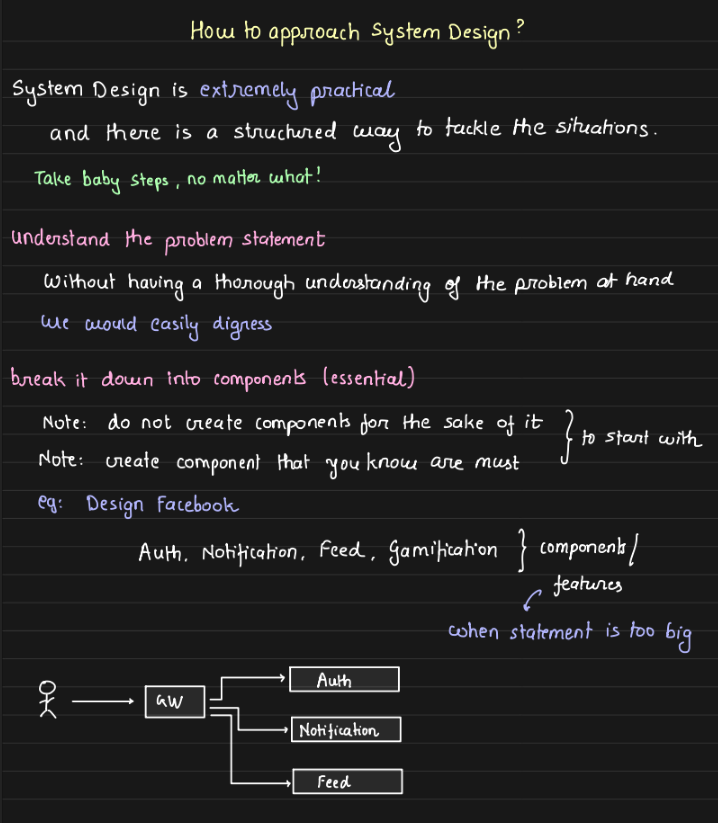 How to approach System Design?
System Design is extremely practical
and there is a structured way to tackle the situations.
Take baby steps, no matter what!
understand the problem statement
Without having a thorough understanding of the problem at hand
we would easily digress
break it down into components (essential)
Note: do not create components for the sake of it
Note: create component that you know are must
to start with
eg: Design Facebook
Auth, Notification, Feed, Gamification
components/
features
when statement is too big
GW
Auth
Notification
Feed